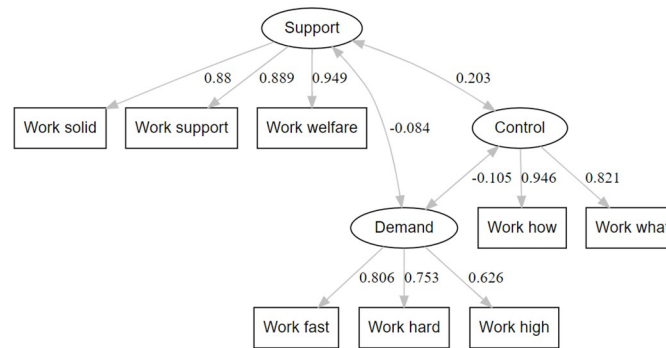 Support
0.88
0.889
0.949
0.203
Work solid
Work support
Work welfare
-0.084
Control
-0.105
0.946
0.821
Demand
Work how
Work what
0.806
0.753
0.626
Work fast
Work hard
Work high